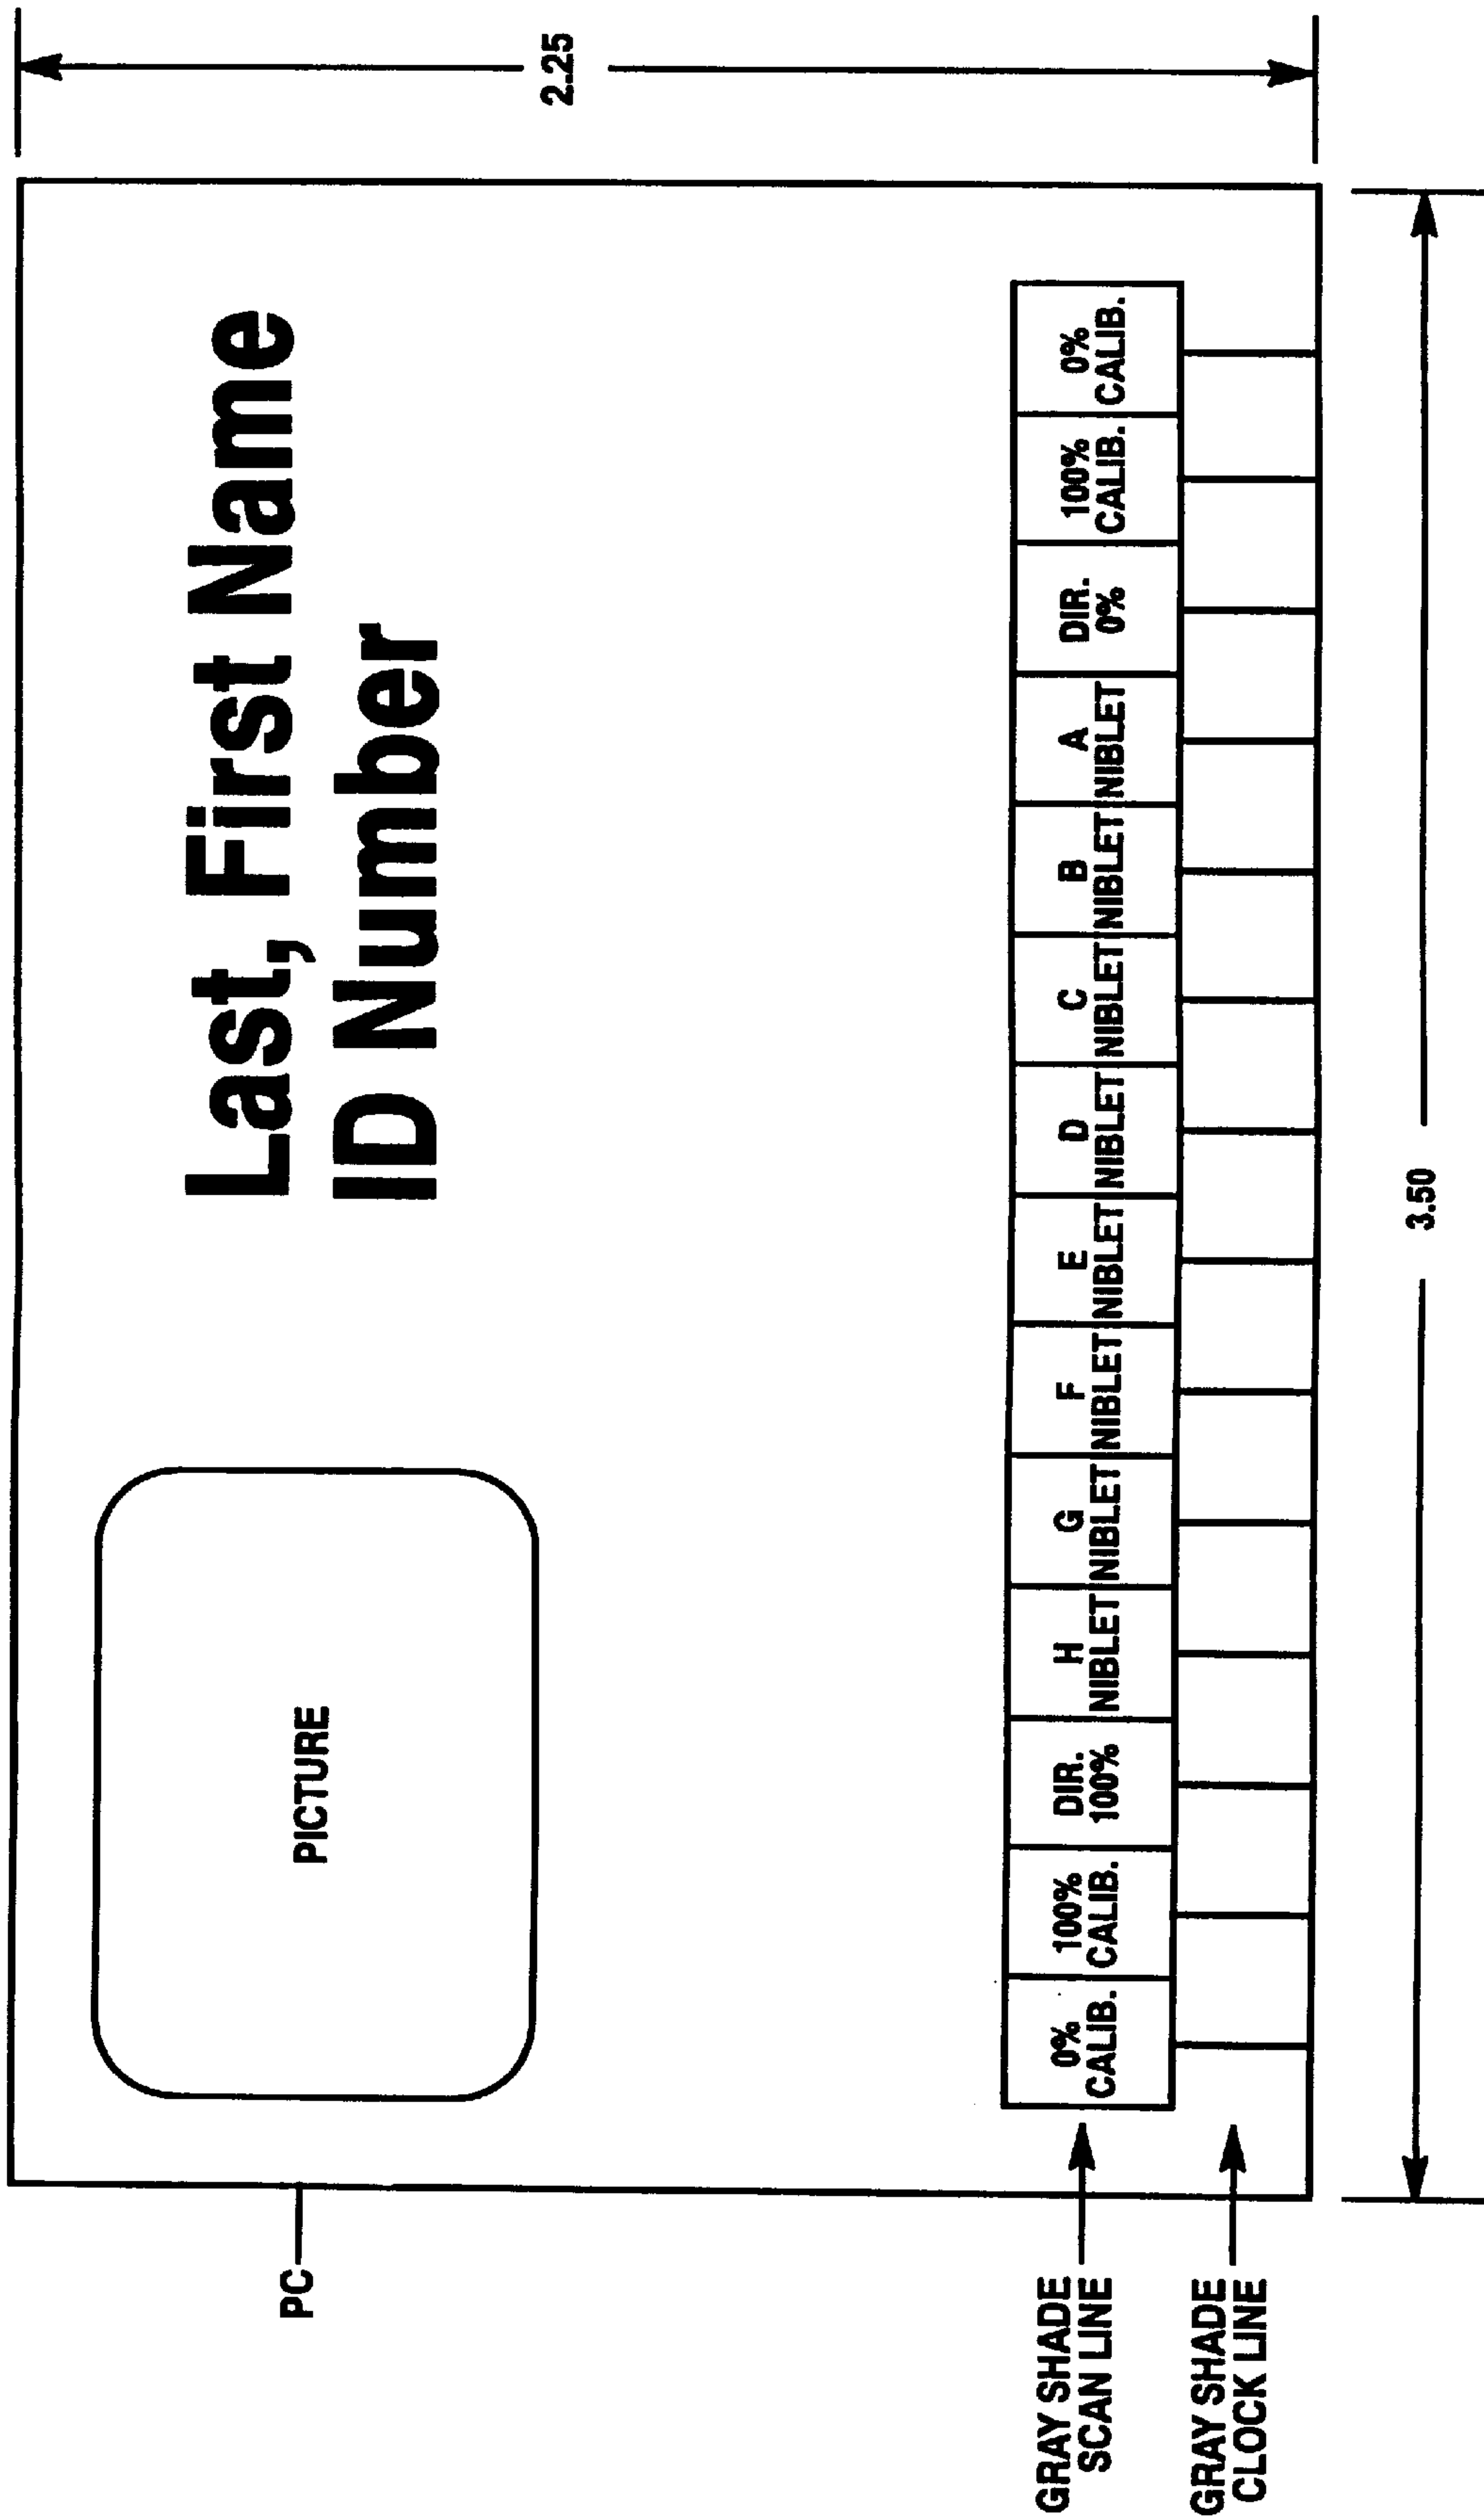 PC
PICTURE
Last, First Name
ID Number
2.25
GRAY SHADE
SCAN LINE
0%
CALIB.
100%
CALIB.
DIR.
100%
H
NIBLET
G
NIBLET
F
NIBLET
E
NIBLET
D
NIBLET
C
NIBLET
B
NIBLET
A
NIBLET
DIR.
0%
100%
CALIB.
0%
CALIB.
GRAY SHADE
CLOCK LINE
3.50